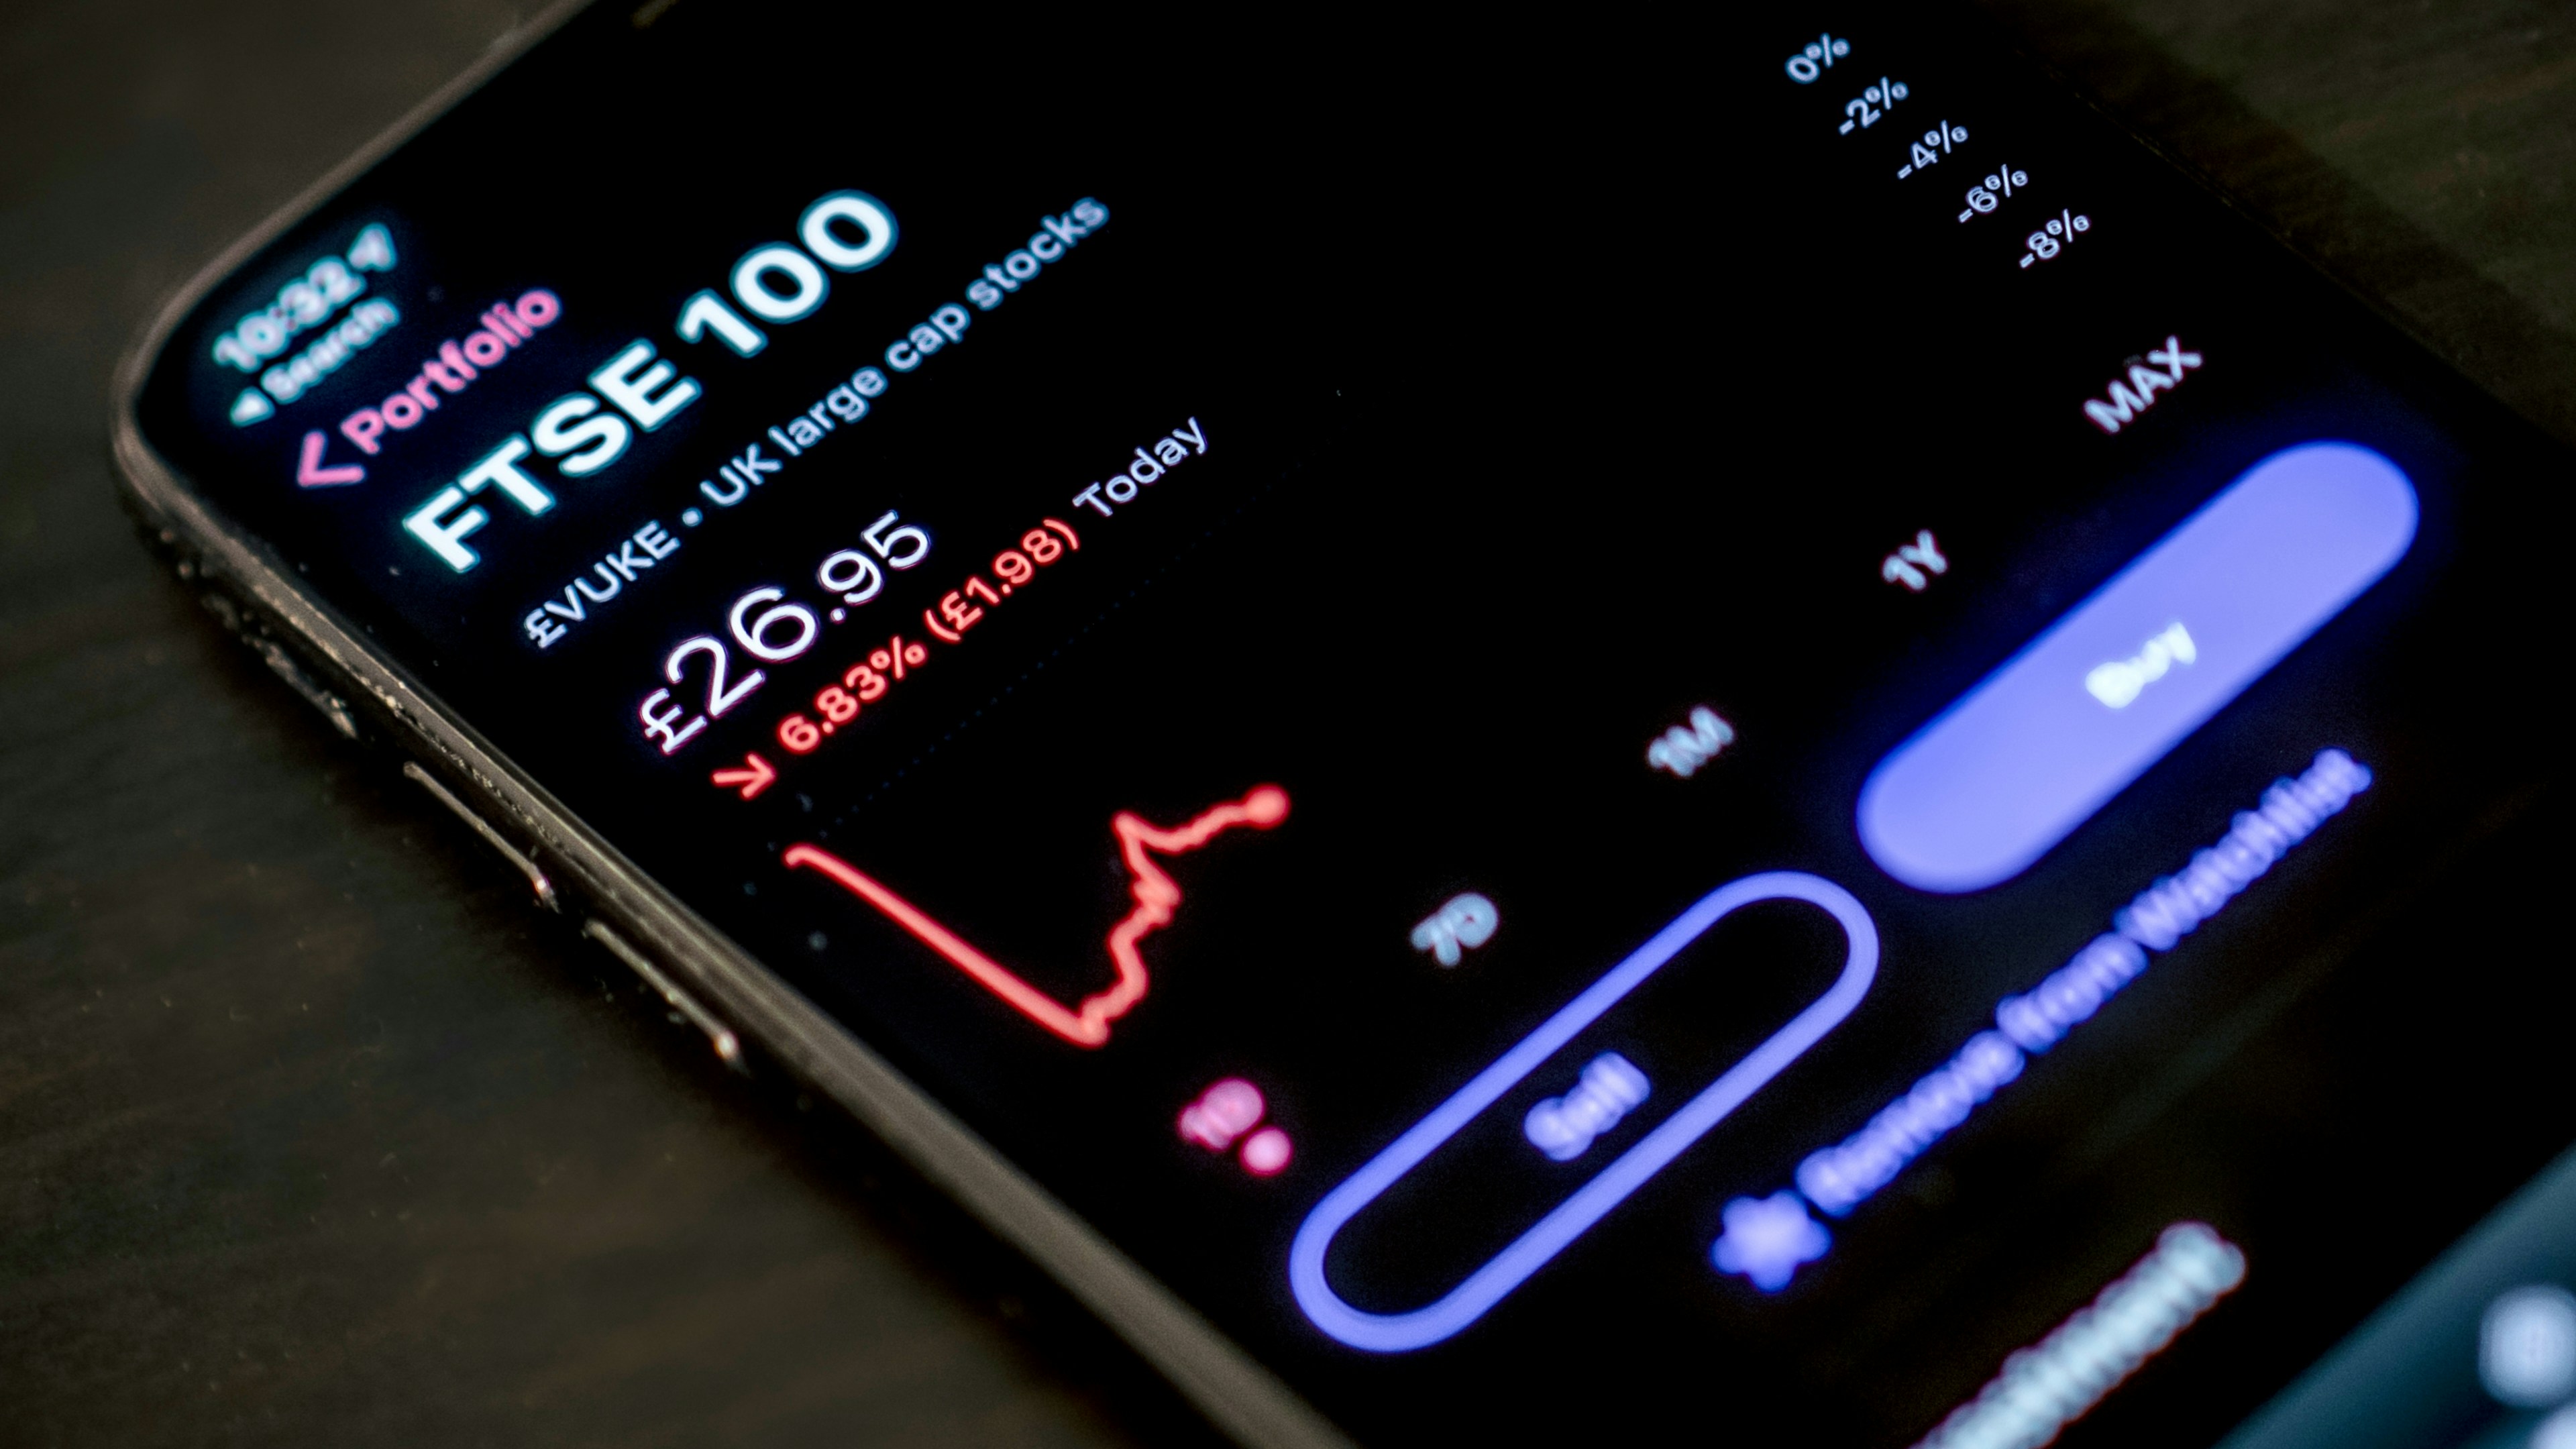 10:32
◀ Search
< Portfolio
FTSE 100
£VUKE • UK large cap stocks
£26.95
↘ 6.83% (£1.98) Today
0%
-2%
-4%
-6%
-8%
1D 7D 1M 1Y MAX
Sell Buy
Remove from Watchlist